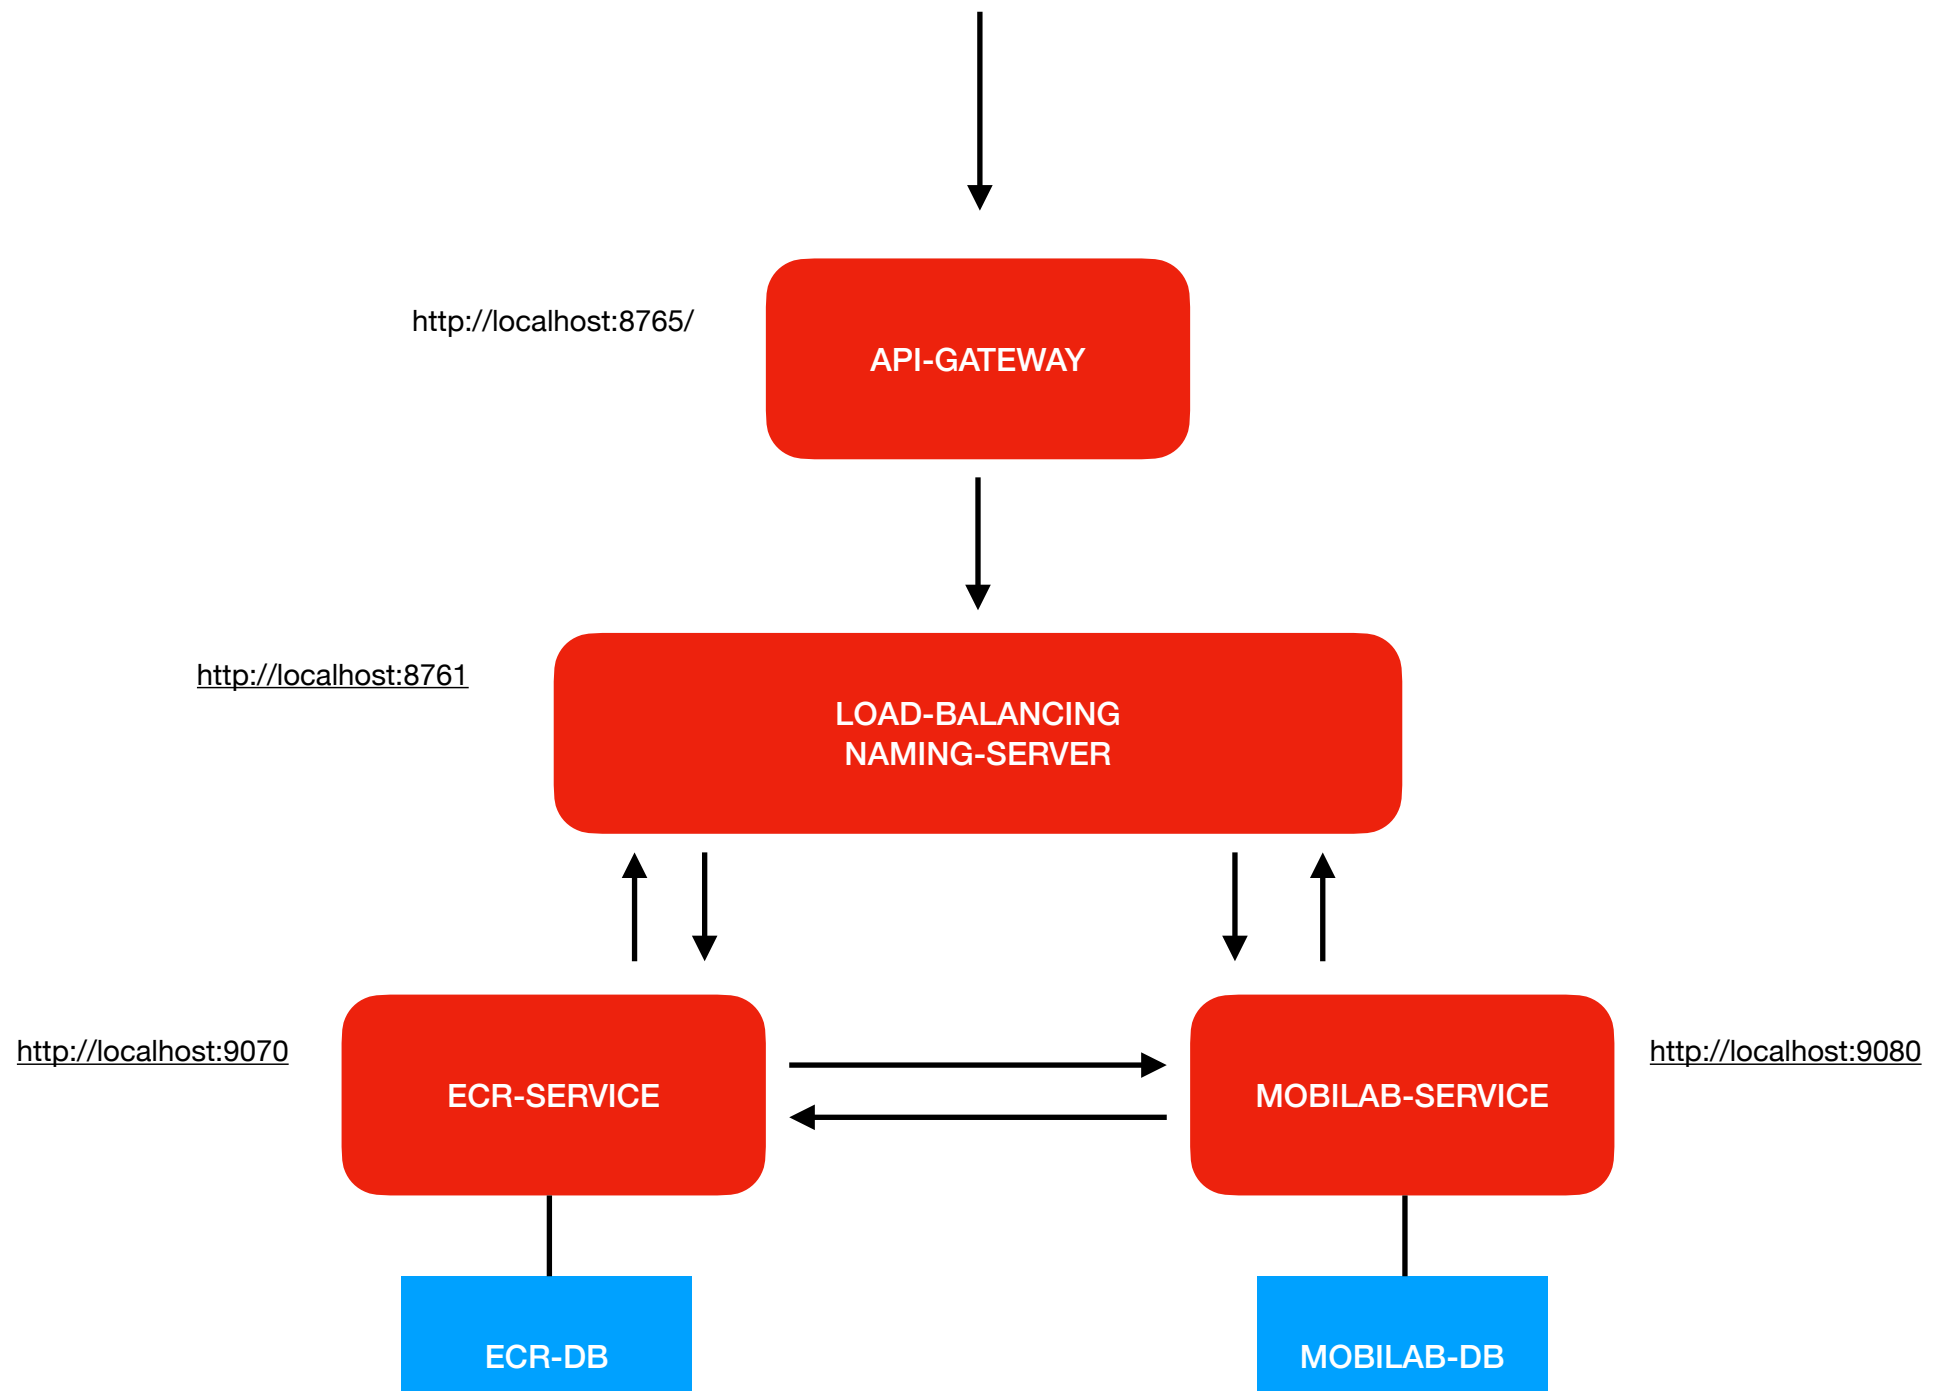 http://localhost:8765/
API-GATEWAY
http://localhost:8761
LOAD-BALANCING
NAMING-SERVER
http://localhost:9070
ECR-SERVICE
MOBILAB-SERVICE
http://localhost:9080
ECR-DB
MOBILAB-DB